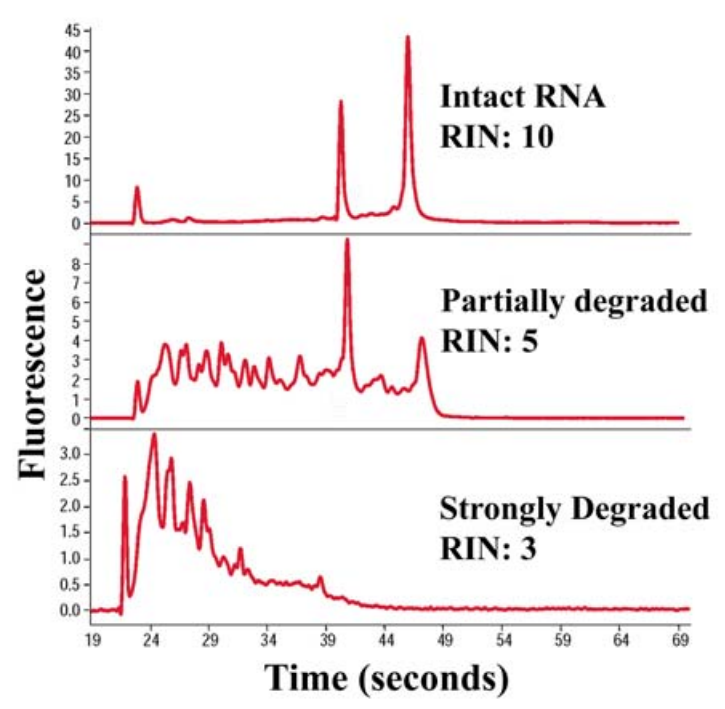 Fluorescence
45
40
35
30
25
20
15
10
5
0
Intact RNA
RIN: 10
8
7
6
5
4
3
2
1
0
Partially degraded
RIN: 5
3.0
2.5
2.0
1.5
1.0
0.5
0.0
Strongly Degraded
RIN: 3
19 24 29 34 39 44 49 54 59 64 69
Time (seconds)